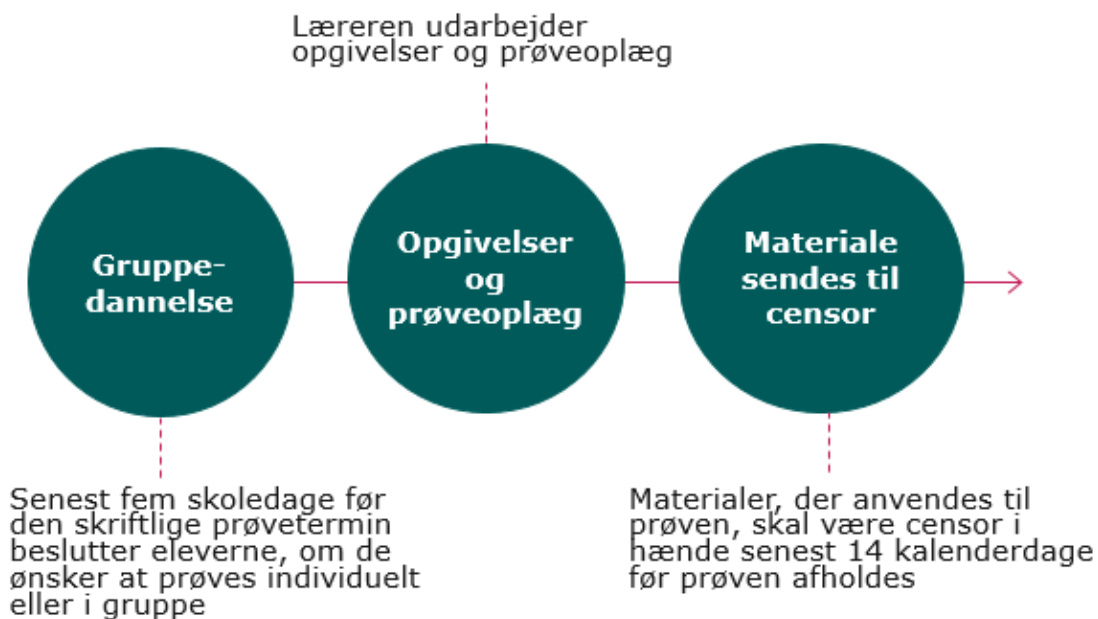 Læreren udarbejder
opgivelser og prøveoplæg
Gruppe-
dannelse
Opgivelser
og
prøveoplæg
Materiale
sendes til
censor
Senest fem skoledage før
den skriftlige prøvetermin
beslutter eleverne, om de
ønsker at prøves individuelt
eller i gruppe
Materialer, der anvendes til
prøven, skal være censor i
hænde senest 14 kalenderdage
før prøven afholdes